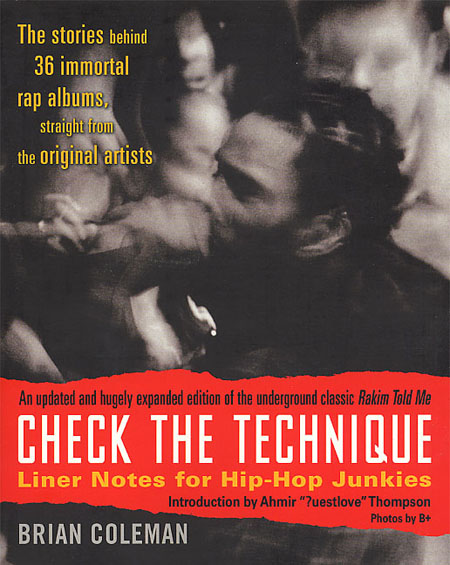 The stories behind
36 immortal
rap albums,
straight from
the original artists
An updated and hugely expanded edition of the underground classic Rakim Told Me
CHECK THE TECHNIQUE
Liner Notes for Hip-Hop Junkies
Introduction by Ahmir "?uestlove" Thompson
Photos by B+
BRIAN COLEMAN